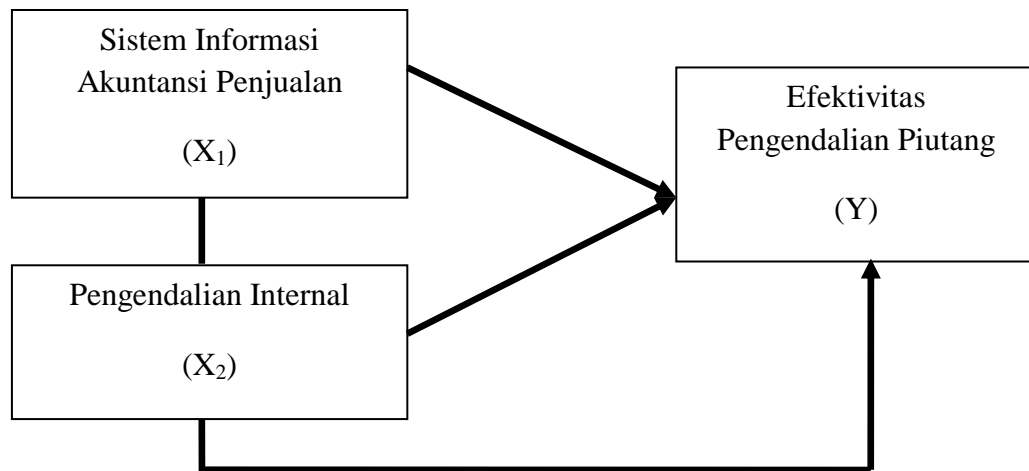 Sistem Informasi
Akuntansi Penjualan
(X₁)
Efektivitas
Pengendalian Piutang
(Y)
Pengendalian Internal
(X₂)